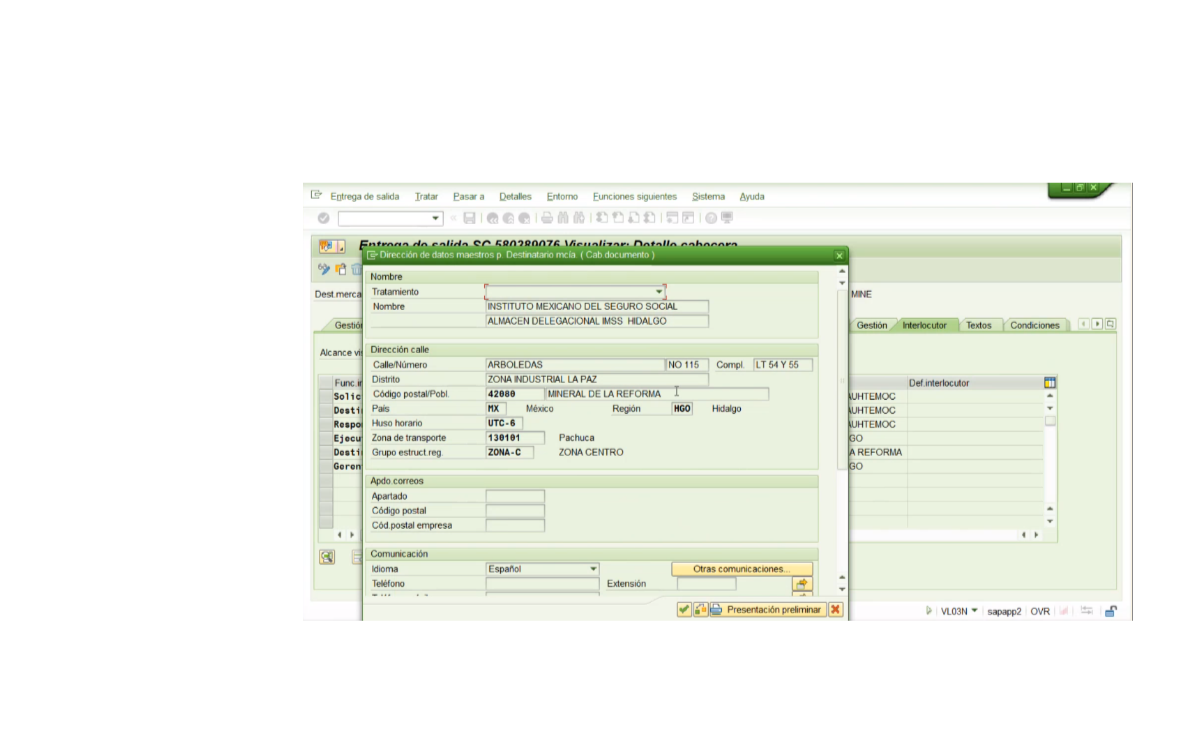 Entrega de salida Tratar Pasar a Detalles Entorno Funciones siguientes Sistema Ayuda
Entrega de salida SC 580389076 Visualizar: Detalle cabecera
Dirección de datos maestros p. Destinatario mcía. ( Cab.documento )
Nombre
Dest.merca MINE
Tratamiento
Nombre INSTITUTO MEXICANO DEL SEGURO SOCIAL
ALMACEN DELEGACIONAL IMSS HIDALGO
Gestión Gestión Interlocutor Textos Condiciones
Dirección calle
Alcance vi
Calle/Número ARBOLEDAS NO 115 Compl. LT 54 Y 55
Distrito ZONA INDUSTRIAL LA PAZ
Func.in Def.interlocutor
Código postal/Pobl. 42080 MINERAL DE LA REFORMA
Solic UHTEMOC
País MX México Región HGO Hidalgo
Desti UHTEMOC
Huso horario UTC-6
Respo UHTEMOC
Zona de transporte 130101 Pachuca
Ejecu GO
Grupo estruct.reg. ZONA-C ZONA CENTRO
Desti A REFORMA
Geren GO
Apdo.correos
Apartado
Código postal
Cód.postal empresa
Comunicación
Idioma Español Otras comunicaciones...
Teléfono Extensión
Presentación preliminar
VL03N sapapp2 OVR